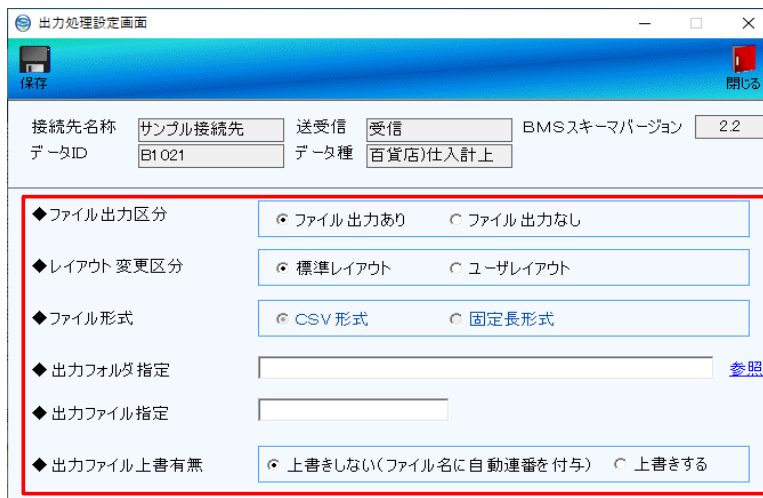 出力処理設定画面
保存
閉じる
接続先名称 サンプル接続先 送受信 受信 BMSスキーマバージョン 2.2
データID B1021 データ種 百貨店)仕入計上
◆ファイル出力区分 ファイル出力あり ファイル出力なし
◆レイアウト変更区分 標準レイアウト ユーザレイアウト
◆ファイル形式 CSV形式 固定長形式
◆出力フォルダ指定 参照
◆出力ファイル指定
◆出力ファイル上書有無 上書きしない(ファイル名に自動連番を付与) 上書きする